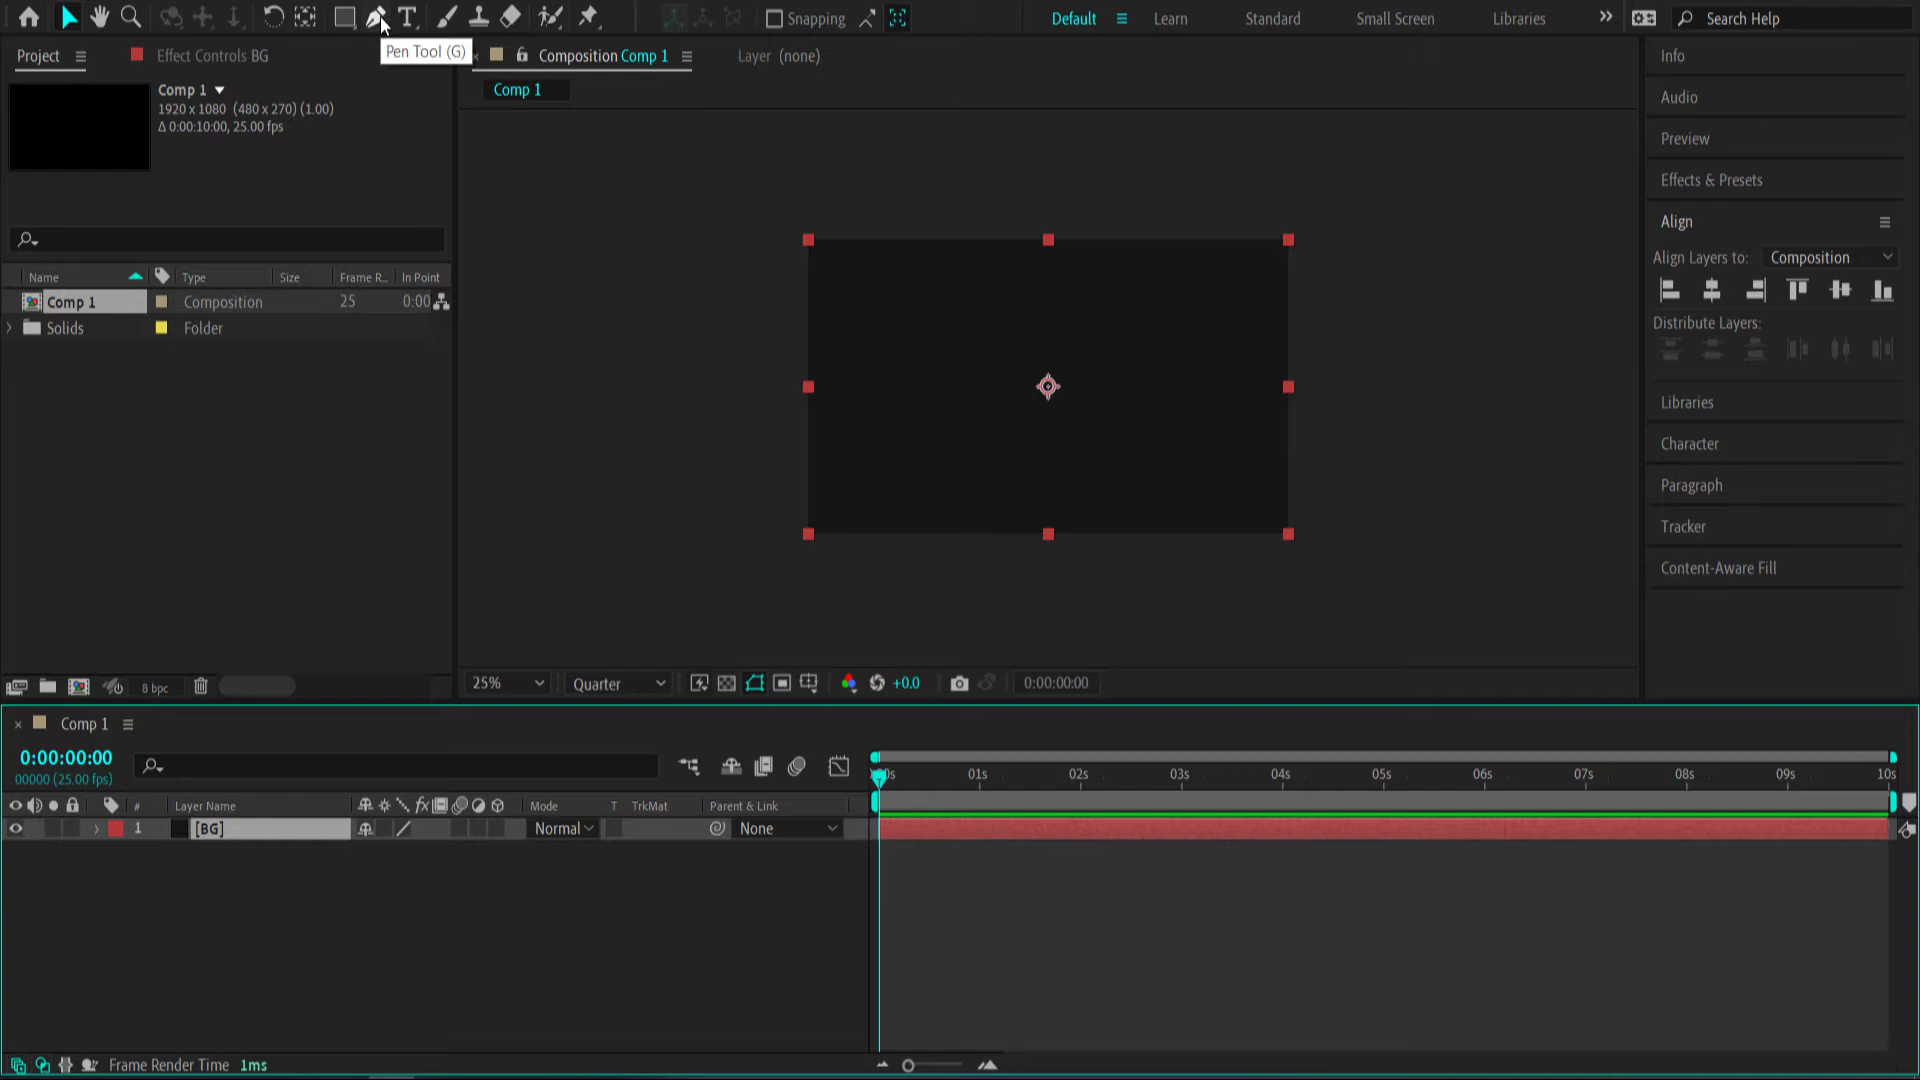 Snapping
Default
Learn
Standard
Small Screen
Libraries
Search Help
Pen Tool (G)
Project
Effect Controls BG
Composition Comp 1
Layer (none)
Comp 1
Comp 1
1920 x 1080 (480 x 270) (1.00)
Δ 0:00:10:00, 25.00 fps
Name
Type
Size
Frame R...
In Point
Comp 1
Composition
25
0:00
Solids
Folder
Info
Audio
Preview
Effects & Presets
Align
Align Layers to:
Composition
Distribute Layers:
Libraries
Character
Paragraph
Tracker
Content-Aware Fill
8 bpc
25%
Quarter
+0.0
0:00:00:00
Comp 1
0:00:00:00
00000 (25.00 fps)
01s
02s
03s
04s
05s
06s
07s
08s
09s
10s
#
Layer Name
fx
Mode
T
TrkMat
Parent & Link
1
[BG]
Normal
None
Frame Render Time 1ms